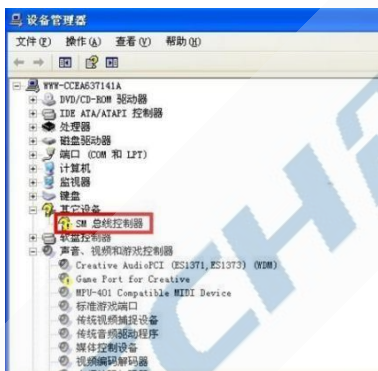 设备管理器
文件(F) 操作(A) 查看(V) 帮助(H)
WWW-CCEA637141A
DVD/CD-ROM 驱动器
IDE ATA/ATAPI 控制器
处理器
磁盘驱动器
端口 (COM 和 LPT)
计算机
监视器
键盘
其它设备
SM 总线控制器
软盘控制器
声音、视频和游戏控制器
Creative AudioPCI (ES1371,ES1373) (WDM)
Game Port for Creative
MPU-401 Compatible MIDI Device
标准游戏端口
传统视频捕捉设备
传统音频驱动程序
媒体控制设备
视频编码解码器